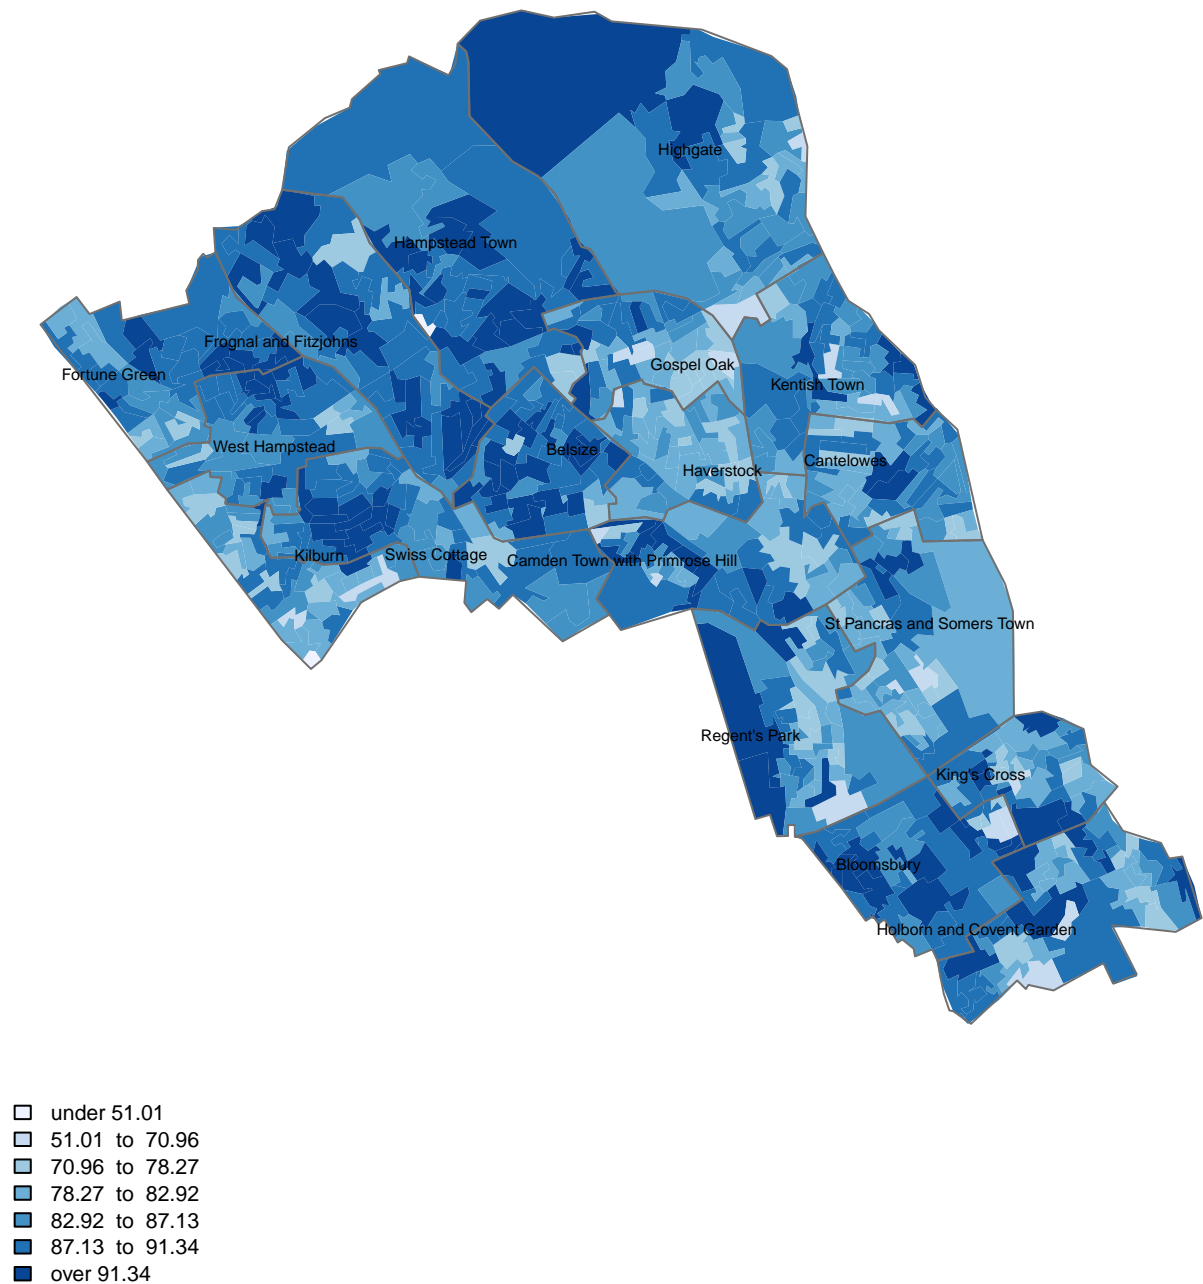 Highgate
Hampstead Town
Frognal and Fitzjohns
Gospel Oak
Fortune Green
Kentish Town
West Hampstead
Belsize
Haverstock
Cantelowes
Kilburn
Swiss Cottage
Camden Town with Primrose Hill
St Pancras and Somers Town
Regent's Park
King's Cross
Bloomsbury
Holborn and Covent Garden
under 51.01
51.01 to 70.96
70.96 to 78.27
78.27 to 82.92
82.92 to 87.13
87.13 to 91.34
over 91.34